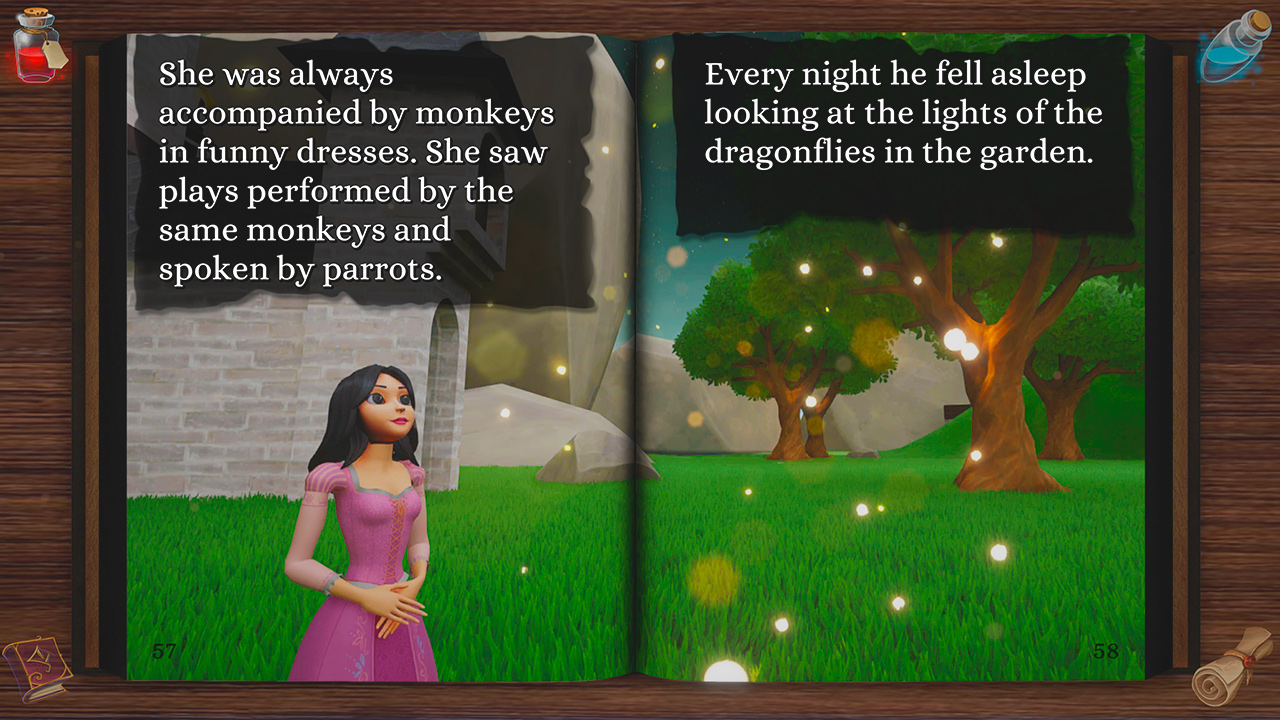 She was always
accompanied by monkeys
in funny dresses. She saw
plays performed by the
same monkeys and
spoken by parrots.
57
Every night he fell asleep
looking at the lights of the
dragonflies in the garden.
58